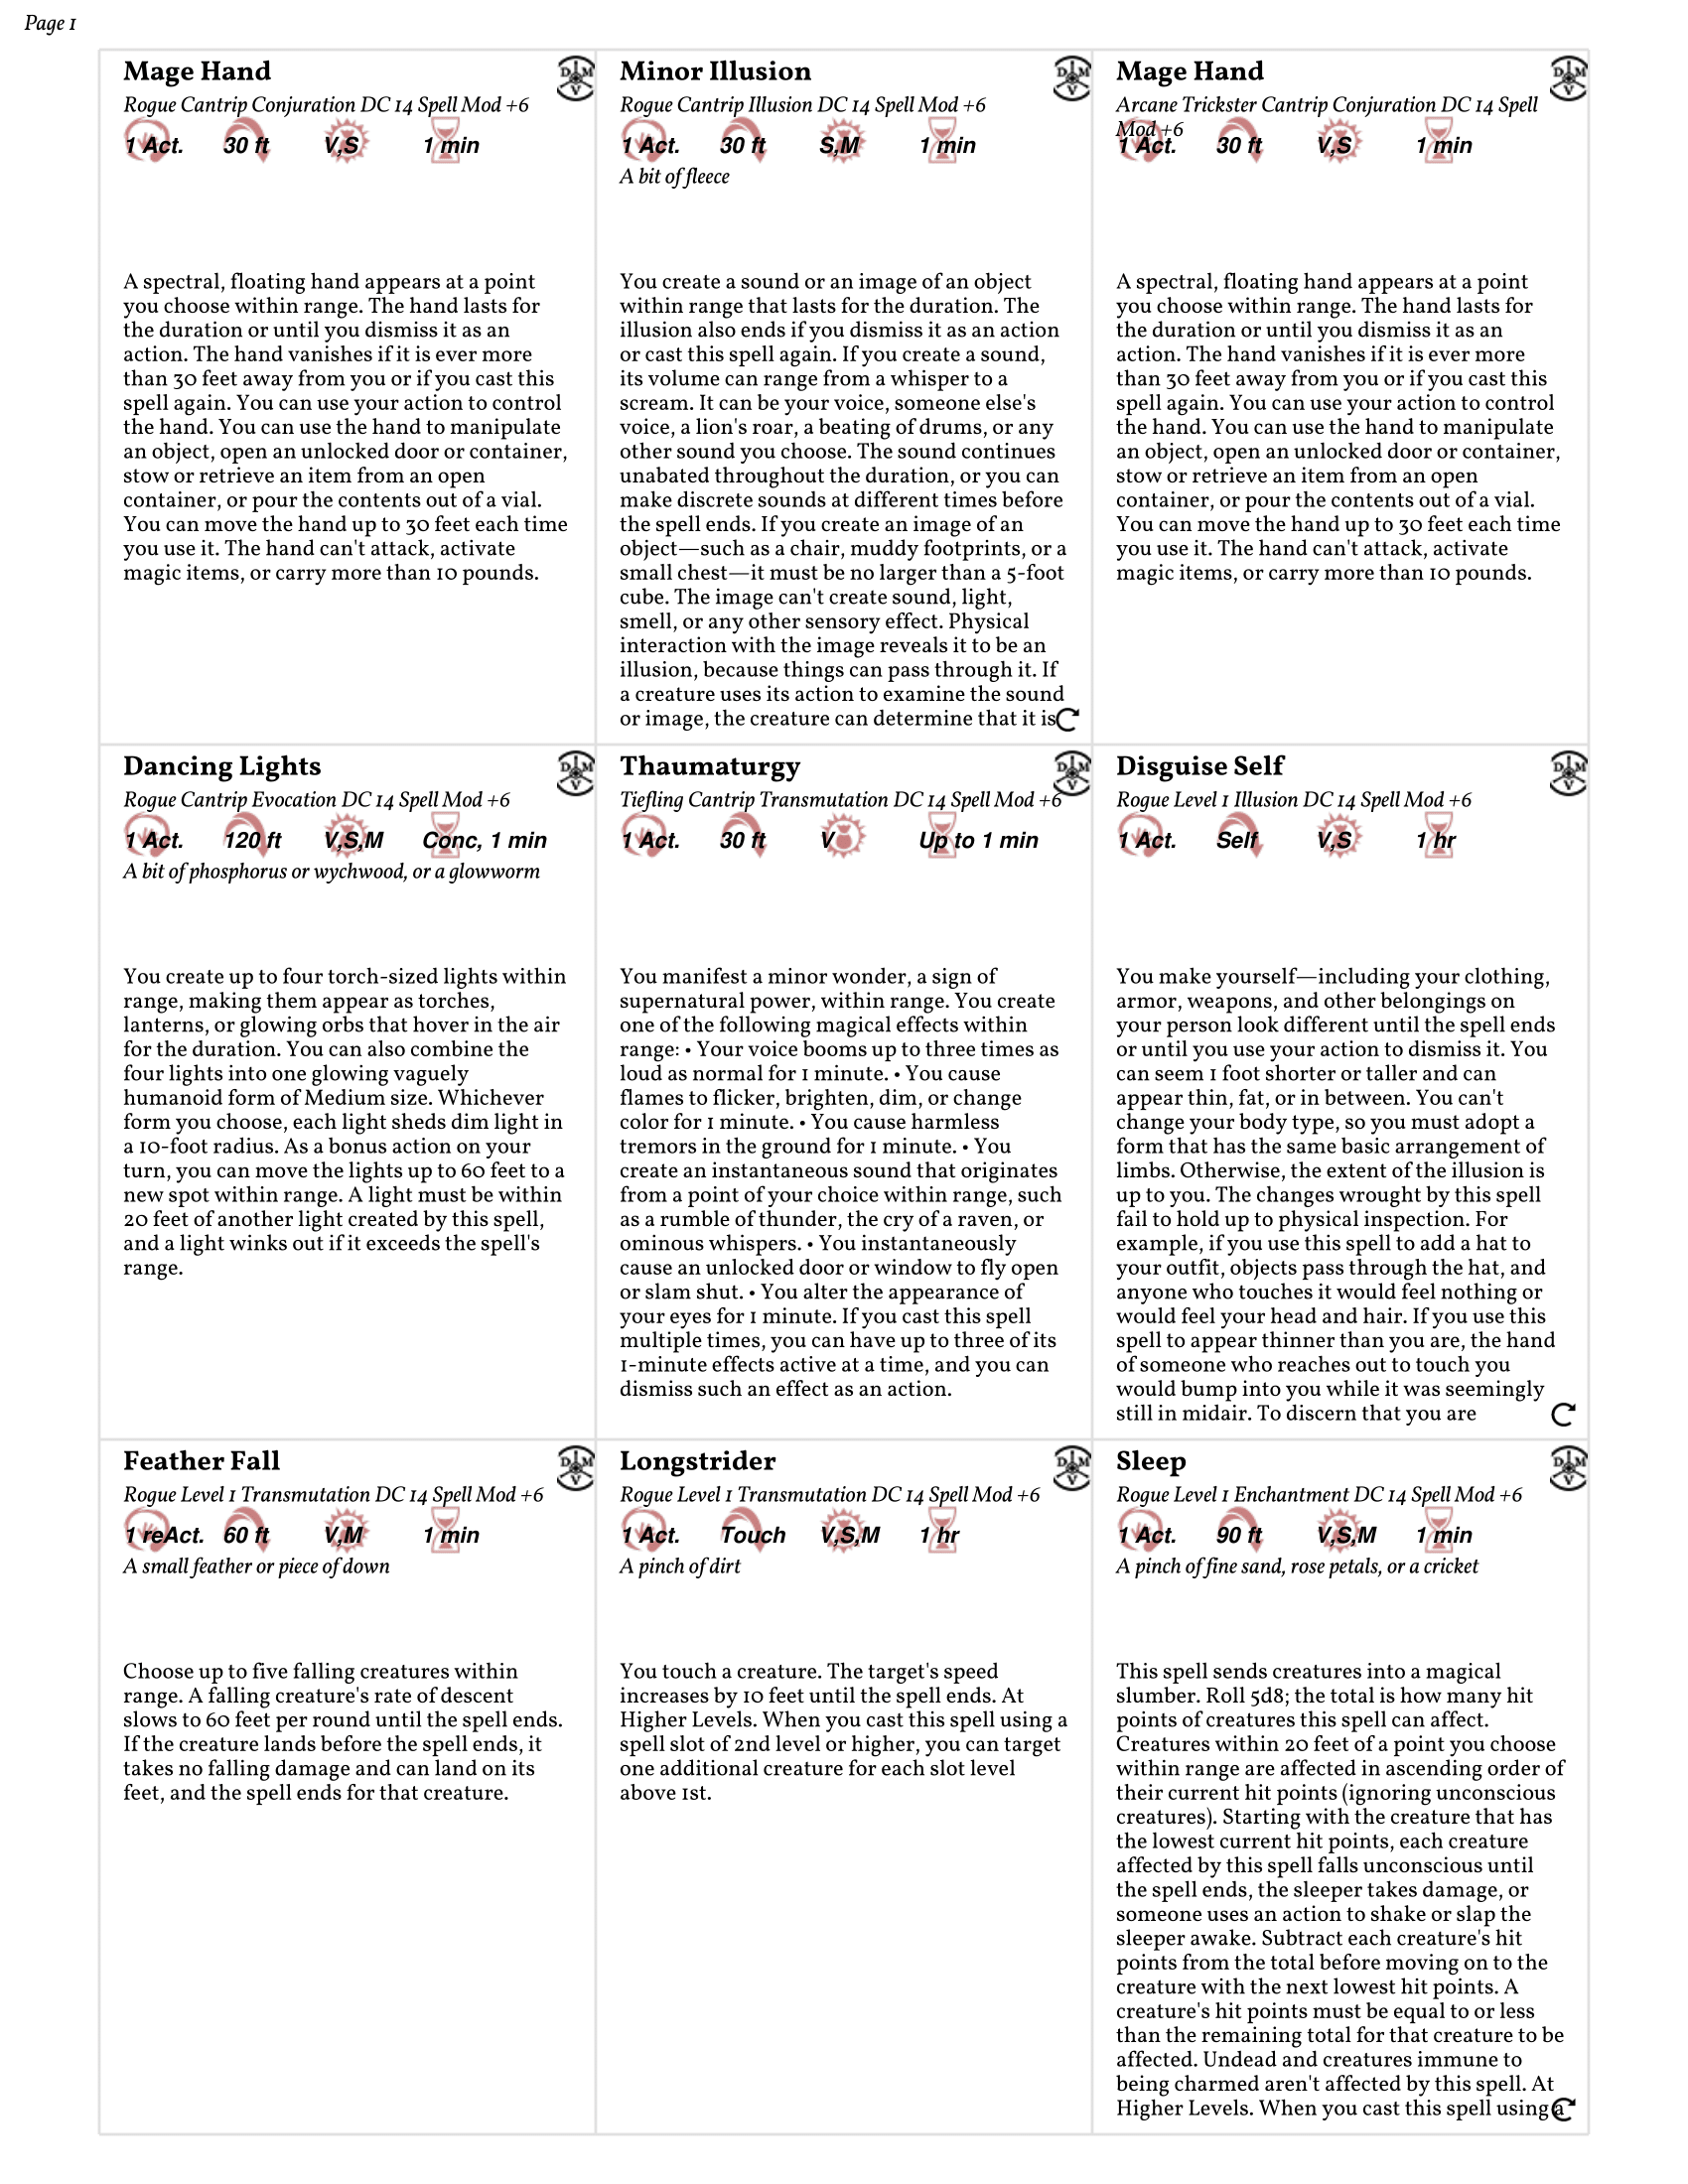 Page 1
Mage Hand
Rogue Cantrip Conjuration DC 14 Spell Mod +6
1 Act. 30 ft V,S 1 min
A spectral, floating hand appears at a point
you choose within range. The hand lasts for
the duration or until you dismiss it as an
action. The hand vanishes if it is ever more
than 30 feet away from you or if you cast this
spell again. You can use your action to control
the hand. You can use the hand to manipulate
an object, open an unlocked door or container,
stow or retrieve an item from an open
container, or pour the contents out of a vial.
You can move the hand up to 30 feet each time
you use it. The hand can't attack, activate
magic items, or carry more than 10 pounds.
DMV
Minor Illusion
Rogue Cantrip Illusion DC 14 Spell Mod +6
1 Act. 30 ft S,M 1 min
A bit of fleece
You create a sound or an image of an object
within range that lasts for the duration. The
illusion also ends if you dismiss it as an action
or cast this spell again. If you create a sound,
its volume can range from a whisper to a
scream. It can be your voice, someone else's
voice, a lion's roar, a beating of drums, or any
other sound you choose. The sound continues
unabated throughout the duration, or you can
make discrete sounds at different times before
the spell ends. If you create an image of an
object—such as a chair, muddy footprints, or a
small chest—it must be no larger than a 5-foot
cube. The image can't create sound, light,
smell, or any other sensory effect. Physical
interaction with the image reveals it to be an
illusion, because things can pass through it. If
a creature uses its action to examine the sound
or image, the creature can determine that it is
DMV
Mage Hand
Arcane Trickster Cantrip Conjuration DC 14 Spell
Mod +6
1 Act. 30 ft V,S 1 min
A spectral, floating hand appears at a point
you choose within range. The hand lasts for
the duration or until you dismiss it as an
action. The hand vanishes if it is ever more
than 30 feet away from you or if you cast this
spell again. You can use your action to control
the hand. You can use the hand to manipulate
an object, open an unlocked door or container,
stow or retrieve an item from an open
container, or pour the contents out of a vial.
You can move the hand up to 30 feet each time
you use it. The hand can't attack, activate
magic items, or carry more than 10 pounds.
DMV
Dancing Lights
Rogue Cantrip Evocation DC 14 Spell Mod +6
1 Act. 120 ft V,S,M Conc, 1 min
A bit of phosphorus or wychwood, or a glowworm
You create up to four torch-sized lights within
range, making them appear as torches,
lanterns, or glowing orbs that hover in the air
for the duration. You can also combine the
four lights into one glowing vaguely
humanoid form of Medium size. Whichever
form you choose, each light sheds dim light in
a 10-foot radius. As a bonus action on your
turn, you can move the lights up to 60 feet to a
new spot within range. A light must be within
20 feet of another light created by this spell,
and a light winks out if it exceeds the spell's
range.
DMV
Thaumaturgy
Tiefling Cantrip Transmutation DC 14 Spell Mod +6
1 Act. 30 ft V Up to 1 min
You manifest a minor wonder, a sign of
supernatural power, within range. You create
one of the following magical effects within
range: • Your voice booms up to three times as
loud as normal for 1 minute. • You cause
flames to flicker, brighten, dim, or change
color for 1 minute. • You cause harmless
tremors in the ground for 1 minute. • You
create an instantaneous sound that originates
from a point of your choice within range, such
as a rumble of thunder, the cry of a raven, or
ominous whispers. • You instantaneously
cause an unlocked door or window to fly open
or slam shut. • You alter the appearance of
your eyes for 1 minute. If you cast this spell
multiple times, you can have up to three of its
1-minute effects active at a time, and you can
dismiss such an effect as an action.
DMV
Disguise Self
Rogue Level 1 Illusion DC 14 Spell Mod +6
1 Act. Self V,S 1 hr
You make yourself—including your clothing,
armor, weapons, and other belongings on
your person look different until the spell ends
or until you use your action to dismiss it. You
can seem 1 foot shorter or taller and can
appear thin, fat, or in between. You can't
change your body type, so you must adopt a
form that has the same basic arrangement of
limbs. Otherwise, the extent of the illusion is
up to you. The changes wrought by this spell
fail to hold up to physical inspection. For
example, if you use this spell to add a hat to
your outfit, objects pass through the hat, and
anyone who touches it would feel nothing or
would feel your head and hair. If you use this
spell to appear thinner than you are, the hand
of someone who reaches out to touch you
would bump into you while it was seemingly
still in midair. To discern that you are
DMV
Feather Fall
Rogue Level 1 Transmutation DC 14 Spell Mod +6
1 reAct. 60 ft V,M 1 min
A small feather or piece of down
Choose up to five falling creatures within
range. A falling creature's rate of descent
slows to 60 feet per round until the spell ends.
If the creature lands before the spell ends, it
takes no falling damage and can land on its
feet, and the spell ends for that creature.
DMV
Longstrider
Rogue Level 1 Transmutation DC 14 Spell Mod +6
1 Act. Touch V,S,M 1 hr
A pinch of dirt
You touch a creature. The target's speed
increases by 10 feet until the spell ends. At
Higher Levels. When you cast this spell using a
spell slot of 2nd level or higher, you can target
one additional creature for each slot level
above 1st.
DMV
Sleep
Rogue Level 1 Enchantment DC 14 Spell Mod +6
1 Act. 90 ft V,S,M 1 min
A pinch of fine sand, rose petals, or a cricket
This spell sends creatures into a magical
slumber. Roll 5d8; the total is how many hit
points of creatures this spell can affect.
Creatures within 20 feet of a point you choose
within range are affected in ascending order of
their current hit points (ignoring unconscious
creatures). Starting with the creature that has
the lowest current hit points, each creature
affected by this spell falls unconscious until
the spell ends, the sleeper takes damage, or
someone uses an action to shake or slap the
sleeper awake. Subtract each creature's hit
points from the total before moving on to the
creature with the next lowest hit points. A
creature's hit points must be equal to or less
than the remaining total for that creature to be
affected. Undead and creatures immune to
being charmed aren't affected by this spell. At
Higher Levels. When you cast this spell using a
DMV